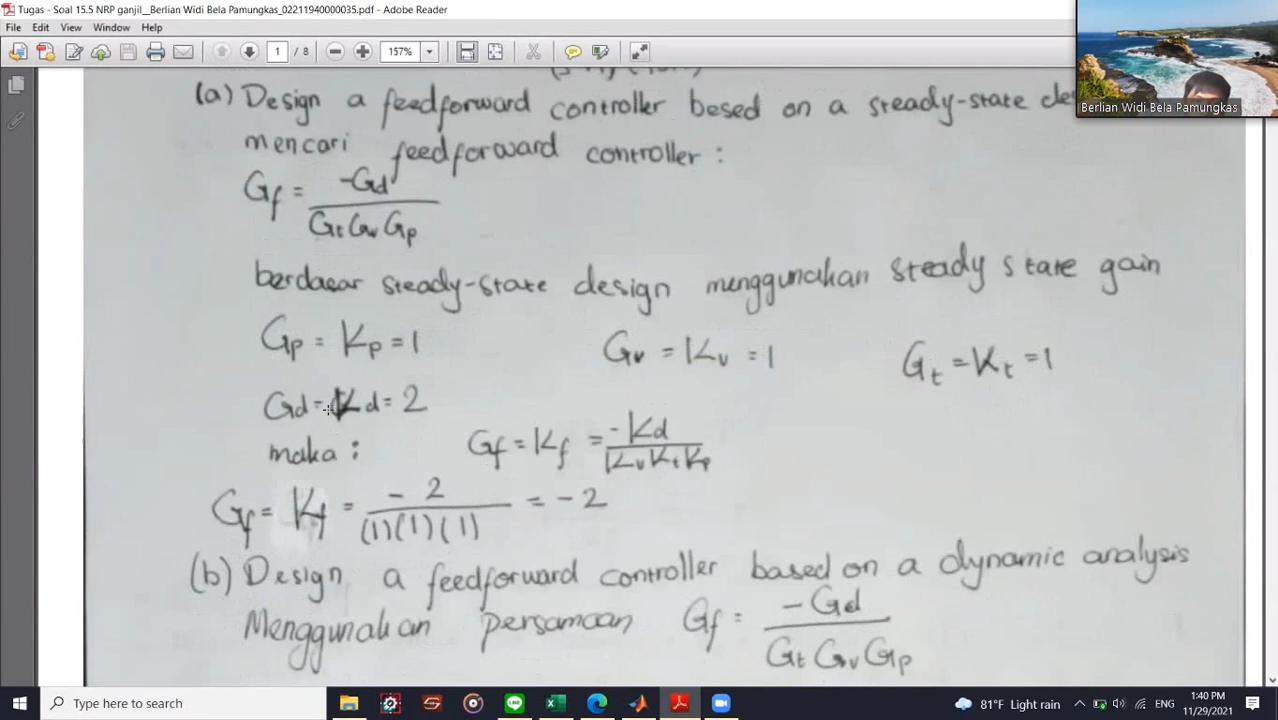 Tugas - Soal 15.5 NRP ganjil__Berlian Widi Bela Pamungkas_02211940000035.pdf - Adobe Reader
File Edit View Window Help
1 / 8 157%
Berlian Widi Bela Pamungkas
(a) Design a feedforward controller besed on a steady-state
mencari feedforward controller :
Gf = -Gd / GtGvGp
berdasar steady-state design menggunakan steady state gain
Gp = Kp = 1 Gv = Kv = 1 Gt = Kt = 1
Gd = Kd = 2
maka : Gf = Kf = -Kd / KvKtKp
Gf = Kf = -2 / (1)(1)(1) = -2
(b) Design a feedforward controller based on a dynamic analysis
Menggunakan persamaan Gf = -Gd / GtGvGp
Type here to search
81°F Light rain
ENG
1:40 PM
11/29/2021